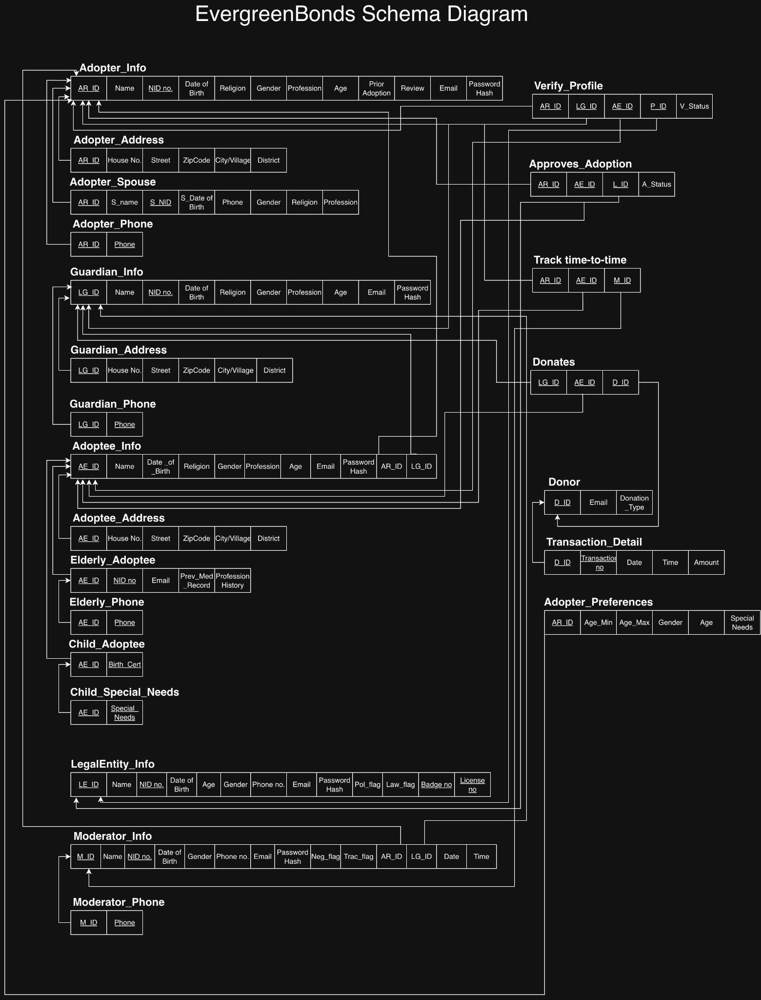 EvergreenBonds Schema Diagram
Adopter_Info
AR_ID Name NID no. Date of Birth Religion Gender Profession Age Prior Adoption Review Email Password Hash
Verify_Profile
AR_ID LG_ID AE_ID P_ID V_Status
Adopter_Address
AR_ID House No. Street ZipCode City/Village District
Approves_Adoption
AR_ID AE_ID L_ID A_Status
Adopter_Spouse
AR_ID S_name S_NID S_Date of Birth Phone Gender Religion Profession
Adopter_Phone
AR_ID Phone
Track time-to-time
AR_ID AE_ID M_ID
Guardian_Info
LG_ID Name NID no. Date of Birth Religion Gender Profession Age Email Password Hash
Guardian_Address
LG_ID House No. Street ZipCode City/Village District
Donates
LG_ID AE_ID D_ID
Guardian_Phone
LG_ID Phone
Adoptee_Info
AE_ID Name Date _of _Birth Religion Gender Profession Age Email Password Hash AR_ID LG_ID
Donor
D_ID Email Donation _Type
Adoptee_Address
AE_ID House No. Street ZipCode City/Village District
Transaction_Detail
D_ID Transaction no Date Time Amount
Elderly_Adoptee
AE_ID NID no Email Prev_Med _Record Profession History
Elderly_Phone
AE_ID Phone
Adopter_Preferences
AR_ID Age_Min Age_Max Gender Age Special Needs
Child_Adoptee
AE_ID Birth_Cert
Child_Special_Needs
AE_ID Special_ Needs
LegalEntity_Info
LE_ID Name NID no. Date of Birth Age Gender Phone no. Email Password Hash Pol_flag Law_flag Badge no License no
Moderator_Info
M_ID Name NID no. Date of Birth Gender Phone no. Email Password Hash Neg_flag Trac_flag AR_ID LG_ID Date Time
Moderator_Phone
M_ID Phone